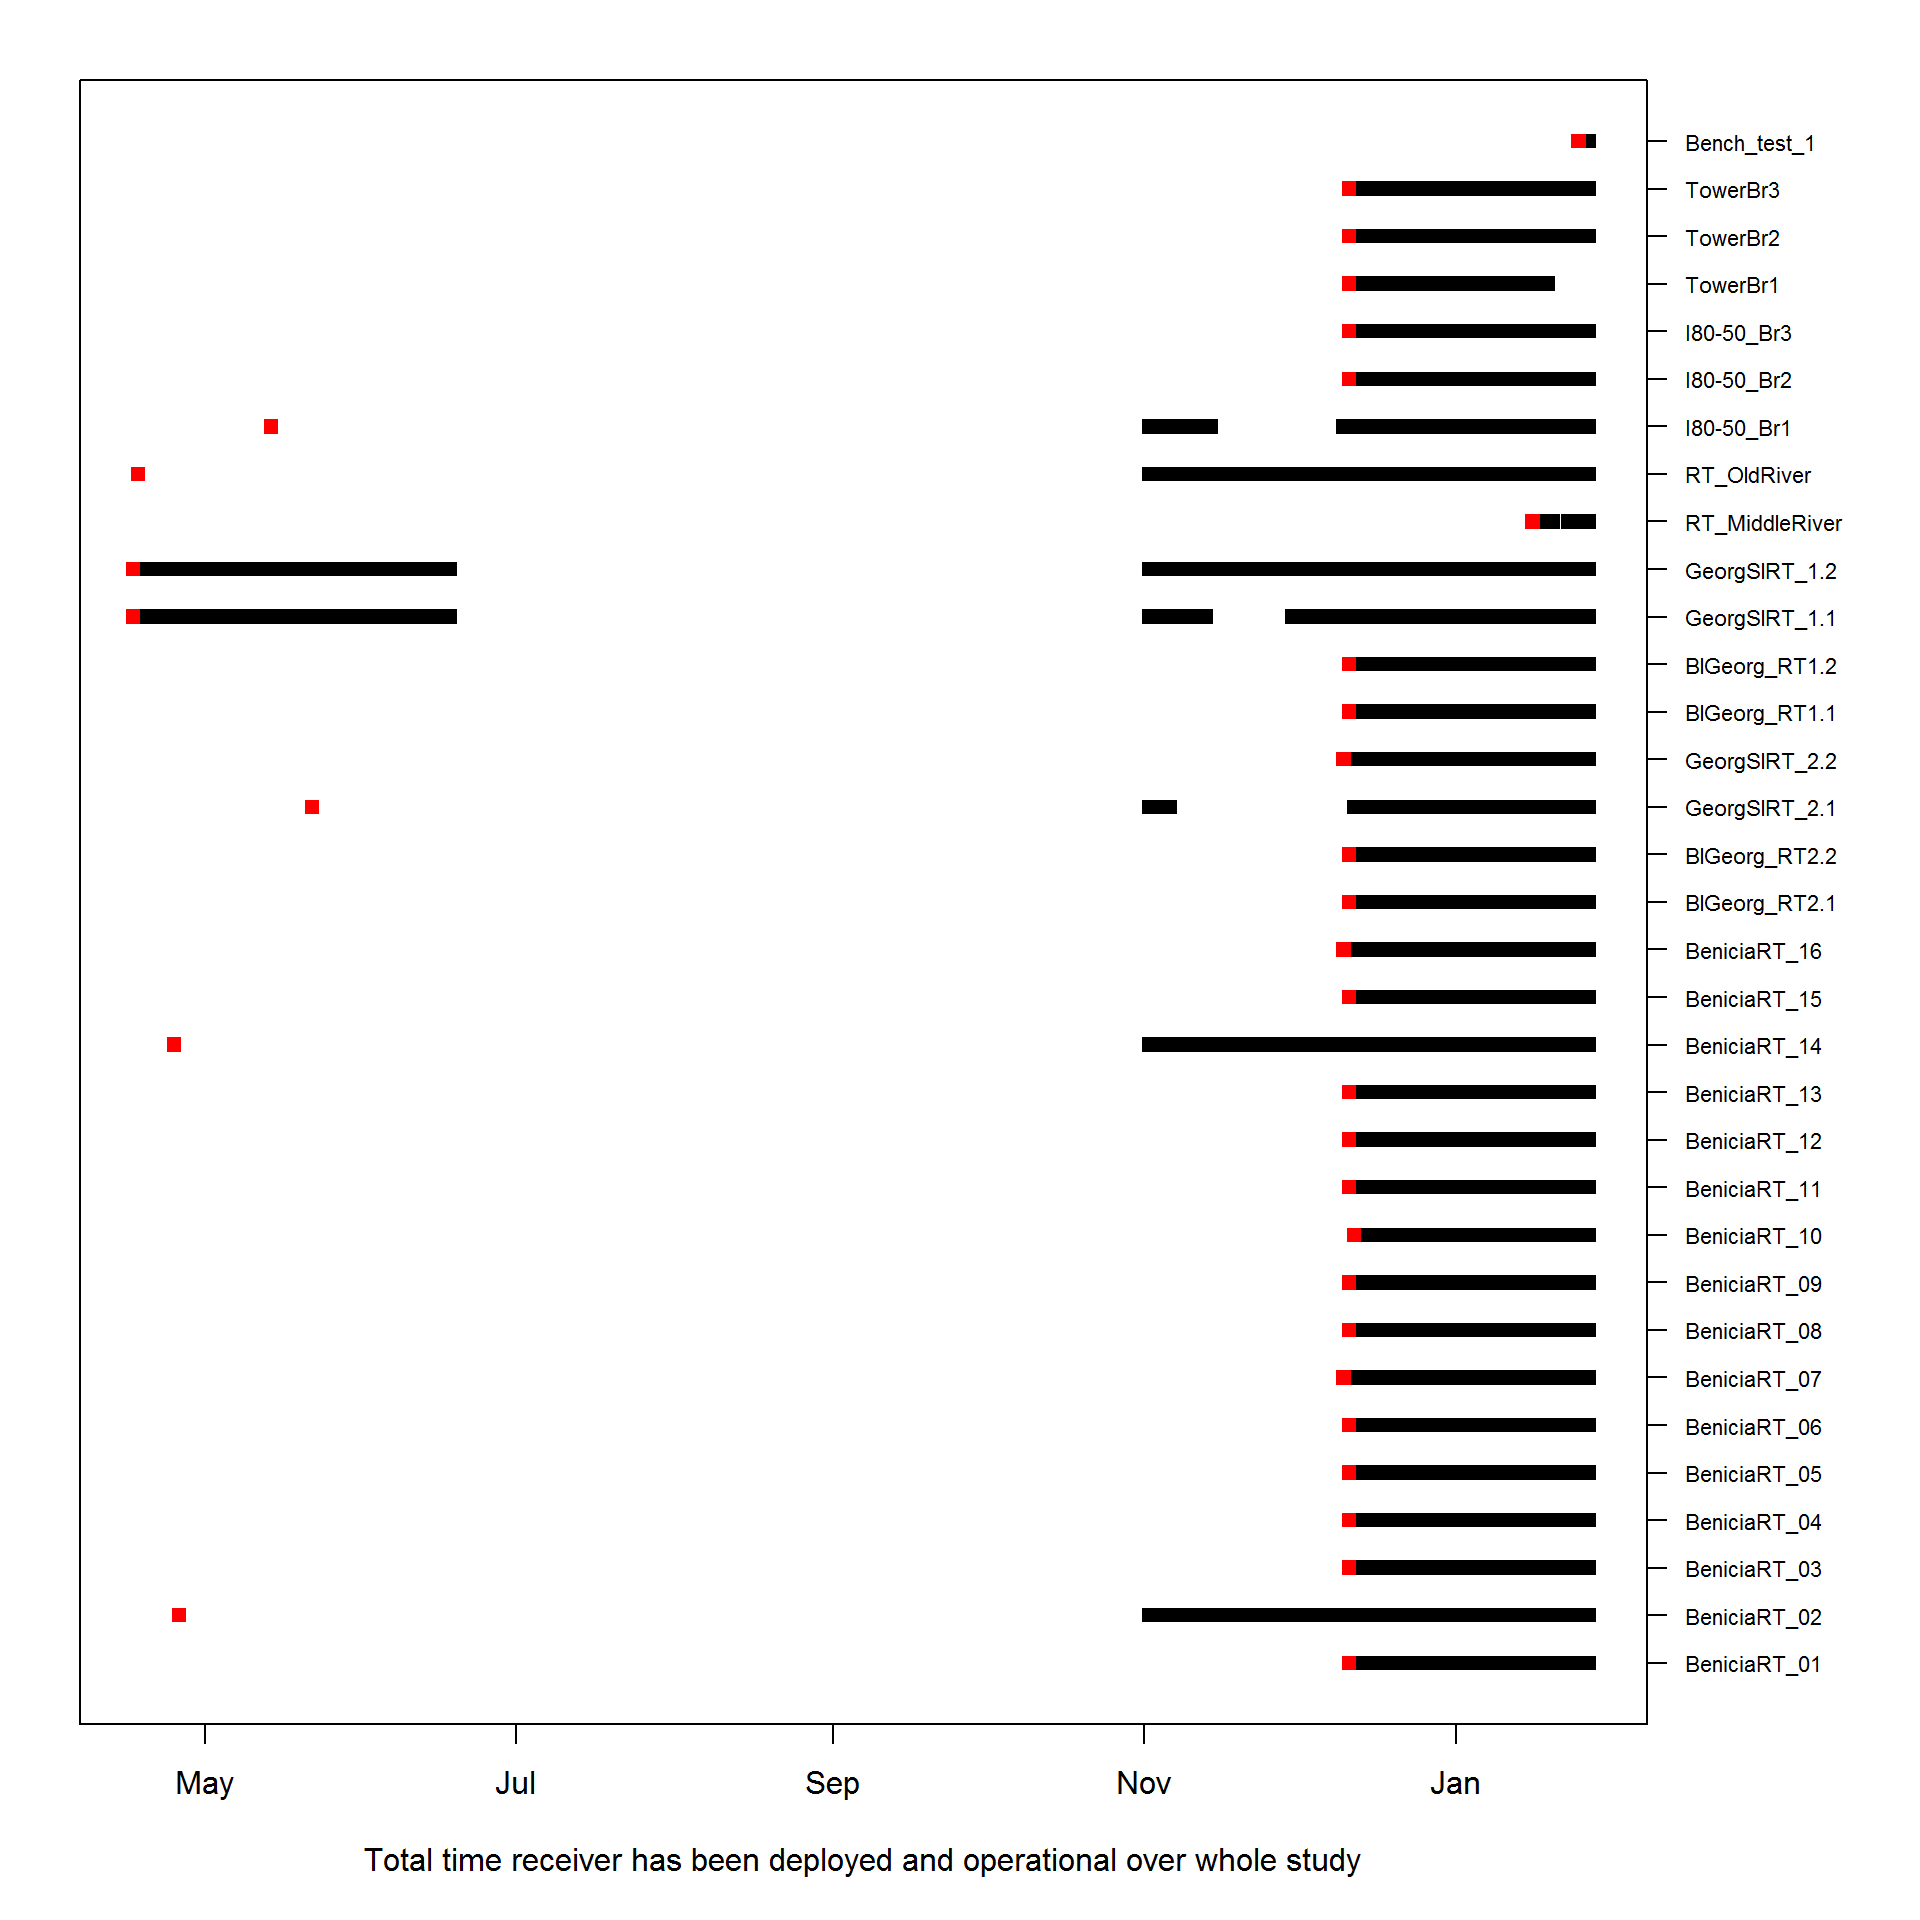 Bench_test_1
TowerBr3
TowerBr2
TowerBr1
I80-50_Br3
I80-50_Br2
I80-50_Br1
RT_OldRiver
RT_MiddleRiver
GeorgSlRT_1.2
GeorgSlRT_1.1
BlGeorg_RT1.2
BlGeorg_RT1.1
GeorgSlRT_2.2
GeorgSlRT_2.1
BlGeorg_RT2.2
BlGeorg_RT2.1
BeniciaRT_16
BeniciaRT_15
BeniciaRT_14
BeniciaRT_13
BeniciaRT_12
BeniciaRT_11
BeniciaRT_10
BeniciaRT_09
BeniciaRT_08
BeniciaRT_07
BeniciaRT_06
BeniciaRT_05
BeniciaRT_04
BeniciaRT_03
BeniciaRT_02
BeniciaRT_01
May Jul Sep Nov Jan
Total time receiver has been deployed and operational over whole study